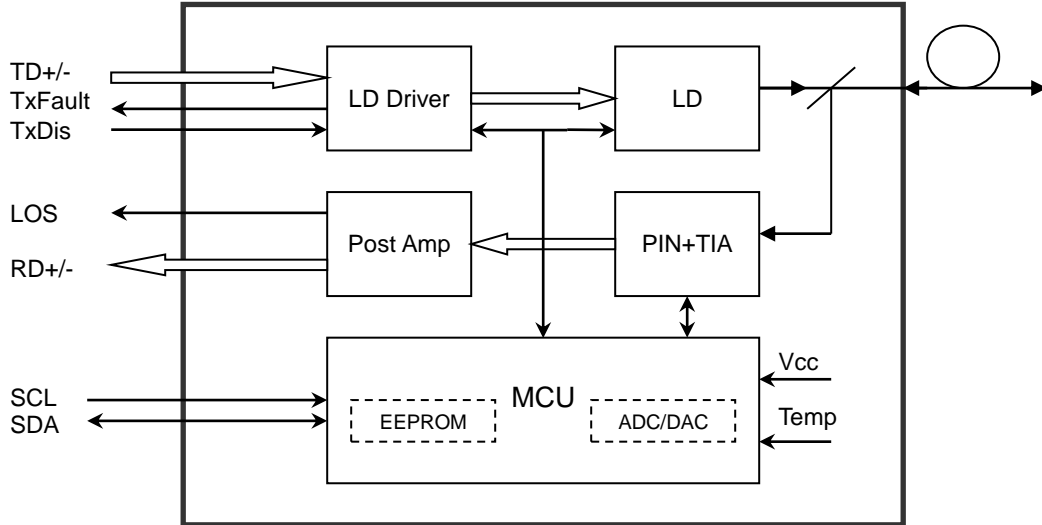 TD+/-
TxFault
TxDis
LD Driver
LD
LOS
RD+/-
Post Amp
PIN+TIA
SCL
SDA
MCU
EEPROM
ADC/DAC
Vcc
Temp